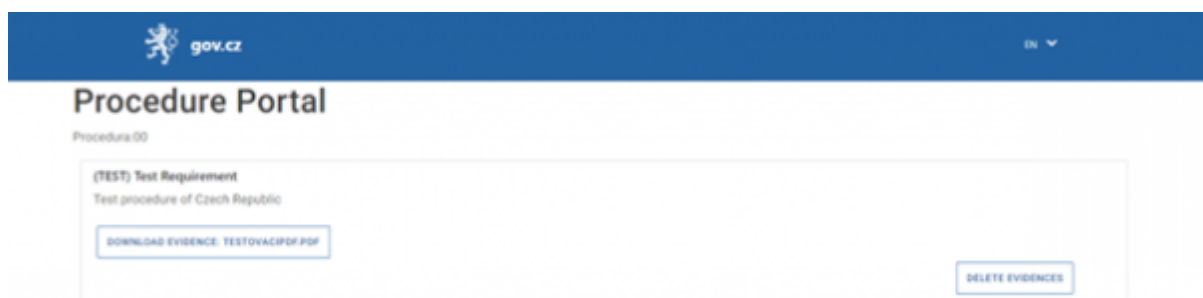 gov.cz
EN
Procedure Portal
Procedura:00
(TEST) Test Requirement
Test procedure of Czech Republic
DOWNLOAD EVIDENCE: TESTOVACIPDF.PDF
DELETE EVIDENCES